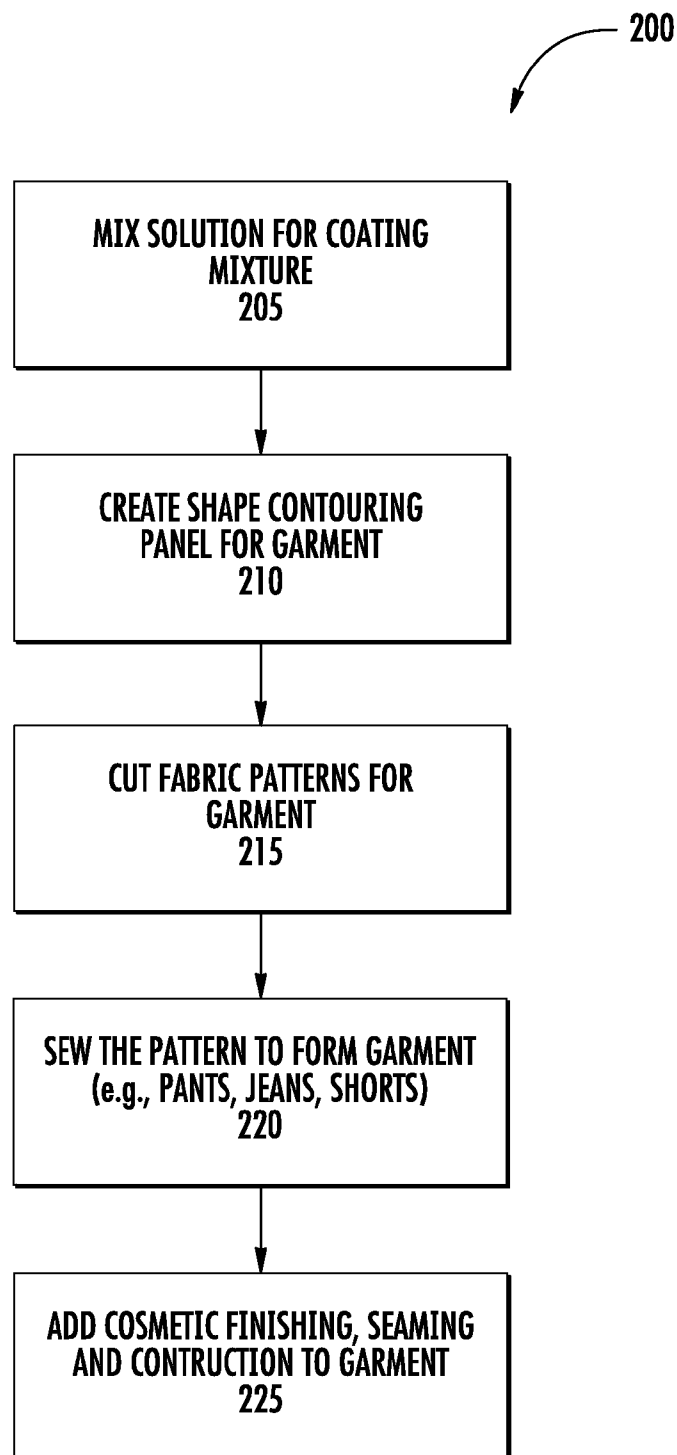 200
MIX SOLUTION FOR COATING
MIXTURE
205
CREATE SHAPE CONTOURING
PANEL FOR GARMENT
210
CUT FABRIC PATTERNS FOR
GARMENT
215
SEW THE PATTERN TO FORM GARMENT
(e.g., PANTS, JEANS, SHORTS)
220
ADD COSMETIC FINISHING, SEAMING
AND CONTRUCTION TO GARMENT
225